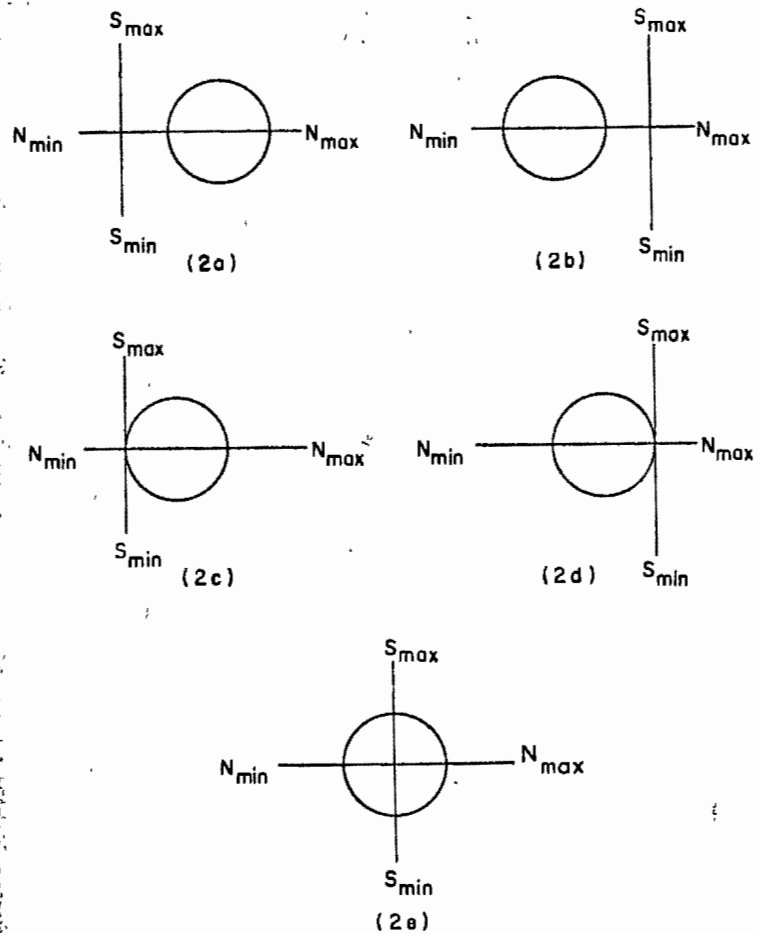 Smax Smax
Nmin Nmax Nmin Nmax
Smin Smin
(2a) (2b)
Smax Smax
Nmin Nmax Nmin Nmax
Smin Smin
(2c) (2d)
Smax
Nmin Nmax
Smin
(2e)